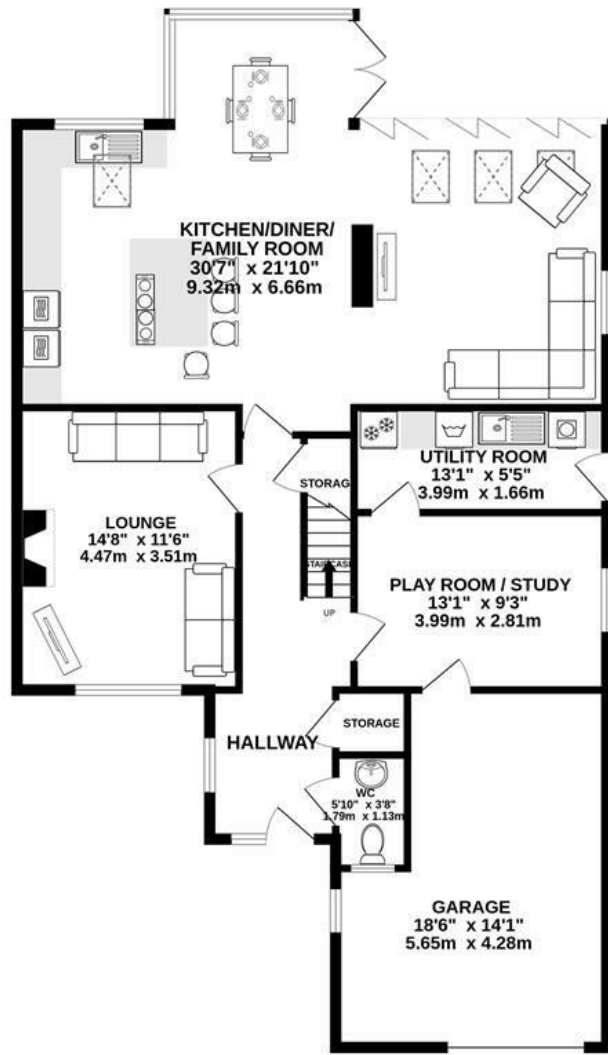 KITCHEN/DINER/
FAMILY ROOM
30'7" x 21'10"
9.32m x 6.66m
UTILITY ROOM
13'1" x 5'5"
3.99m x 1.66m
STORAG
LOUNGE
14'8" x 11'6"
4.47m x 3.51m
STAIRCASE
UP
PLAY ROOM / STUDY
13'1" x 9'3"
3.99m x 2.81m
STORAGE
HALLWAY
WC
5'10" x 3'8"
1.79m x 1.13m
GARAGE
18'6" x 14'1"
5.65m x 4.28m